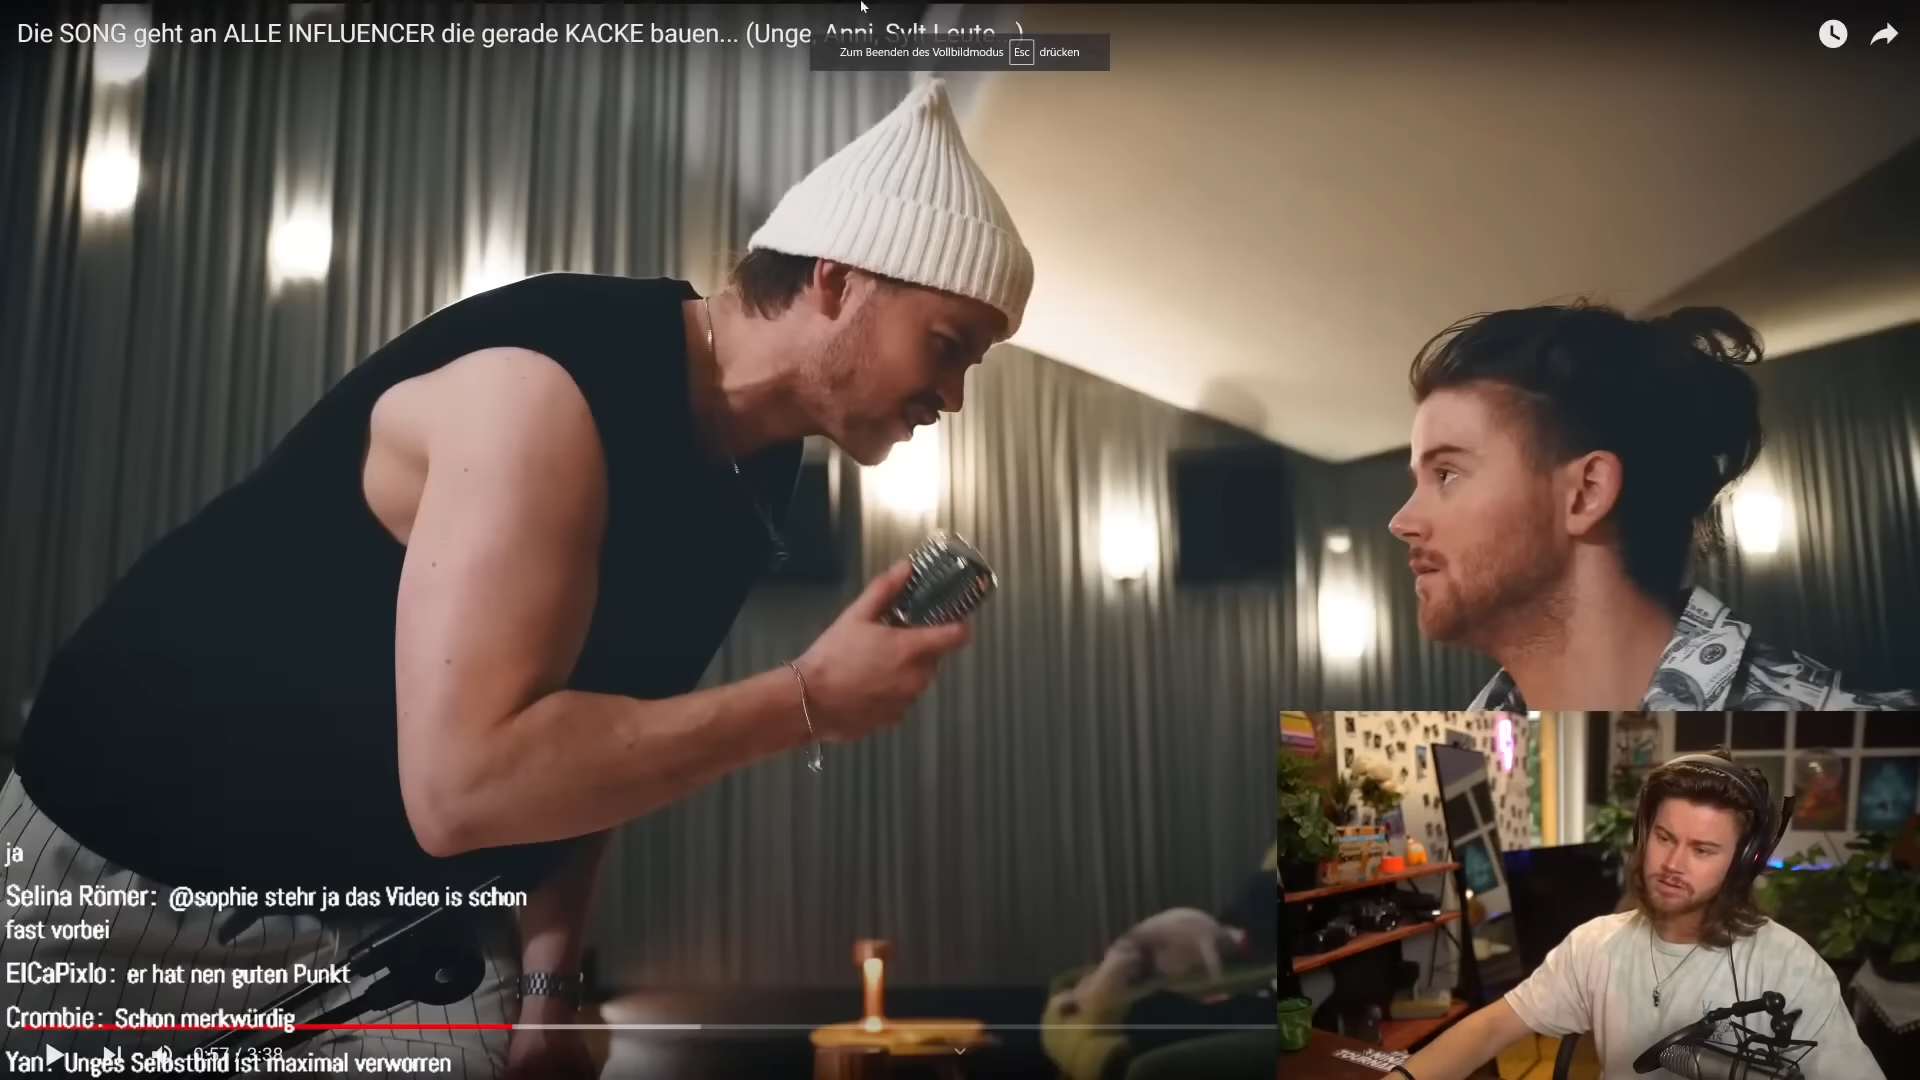 Die SONG geht an ALLE INFLUENCER die gerade KACKE bauen... (Unge, Anni, Sylt Leute...)
Zum Beenden des Vollbildmodus Esc drücken
ja
Selina Römer: @sophie stehr ja das Video is schon
fast vorbei
ElCaPixlo: er hat nen guten Punkt
Crombie: Schon merkwürdig
0:57 / 3:38
Yan: Unges Selbstbild ist maximal verworren